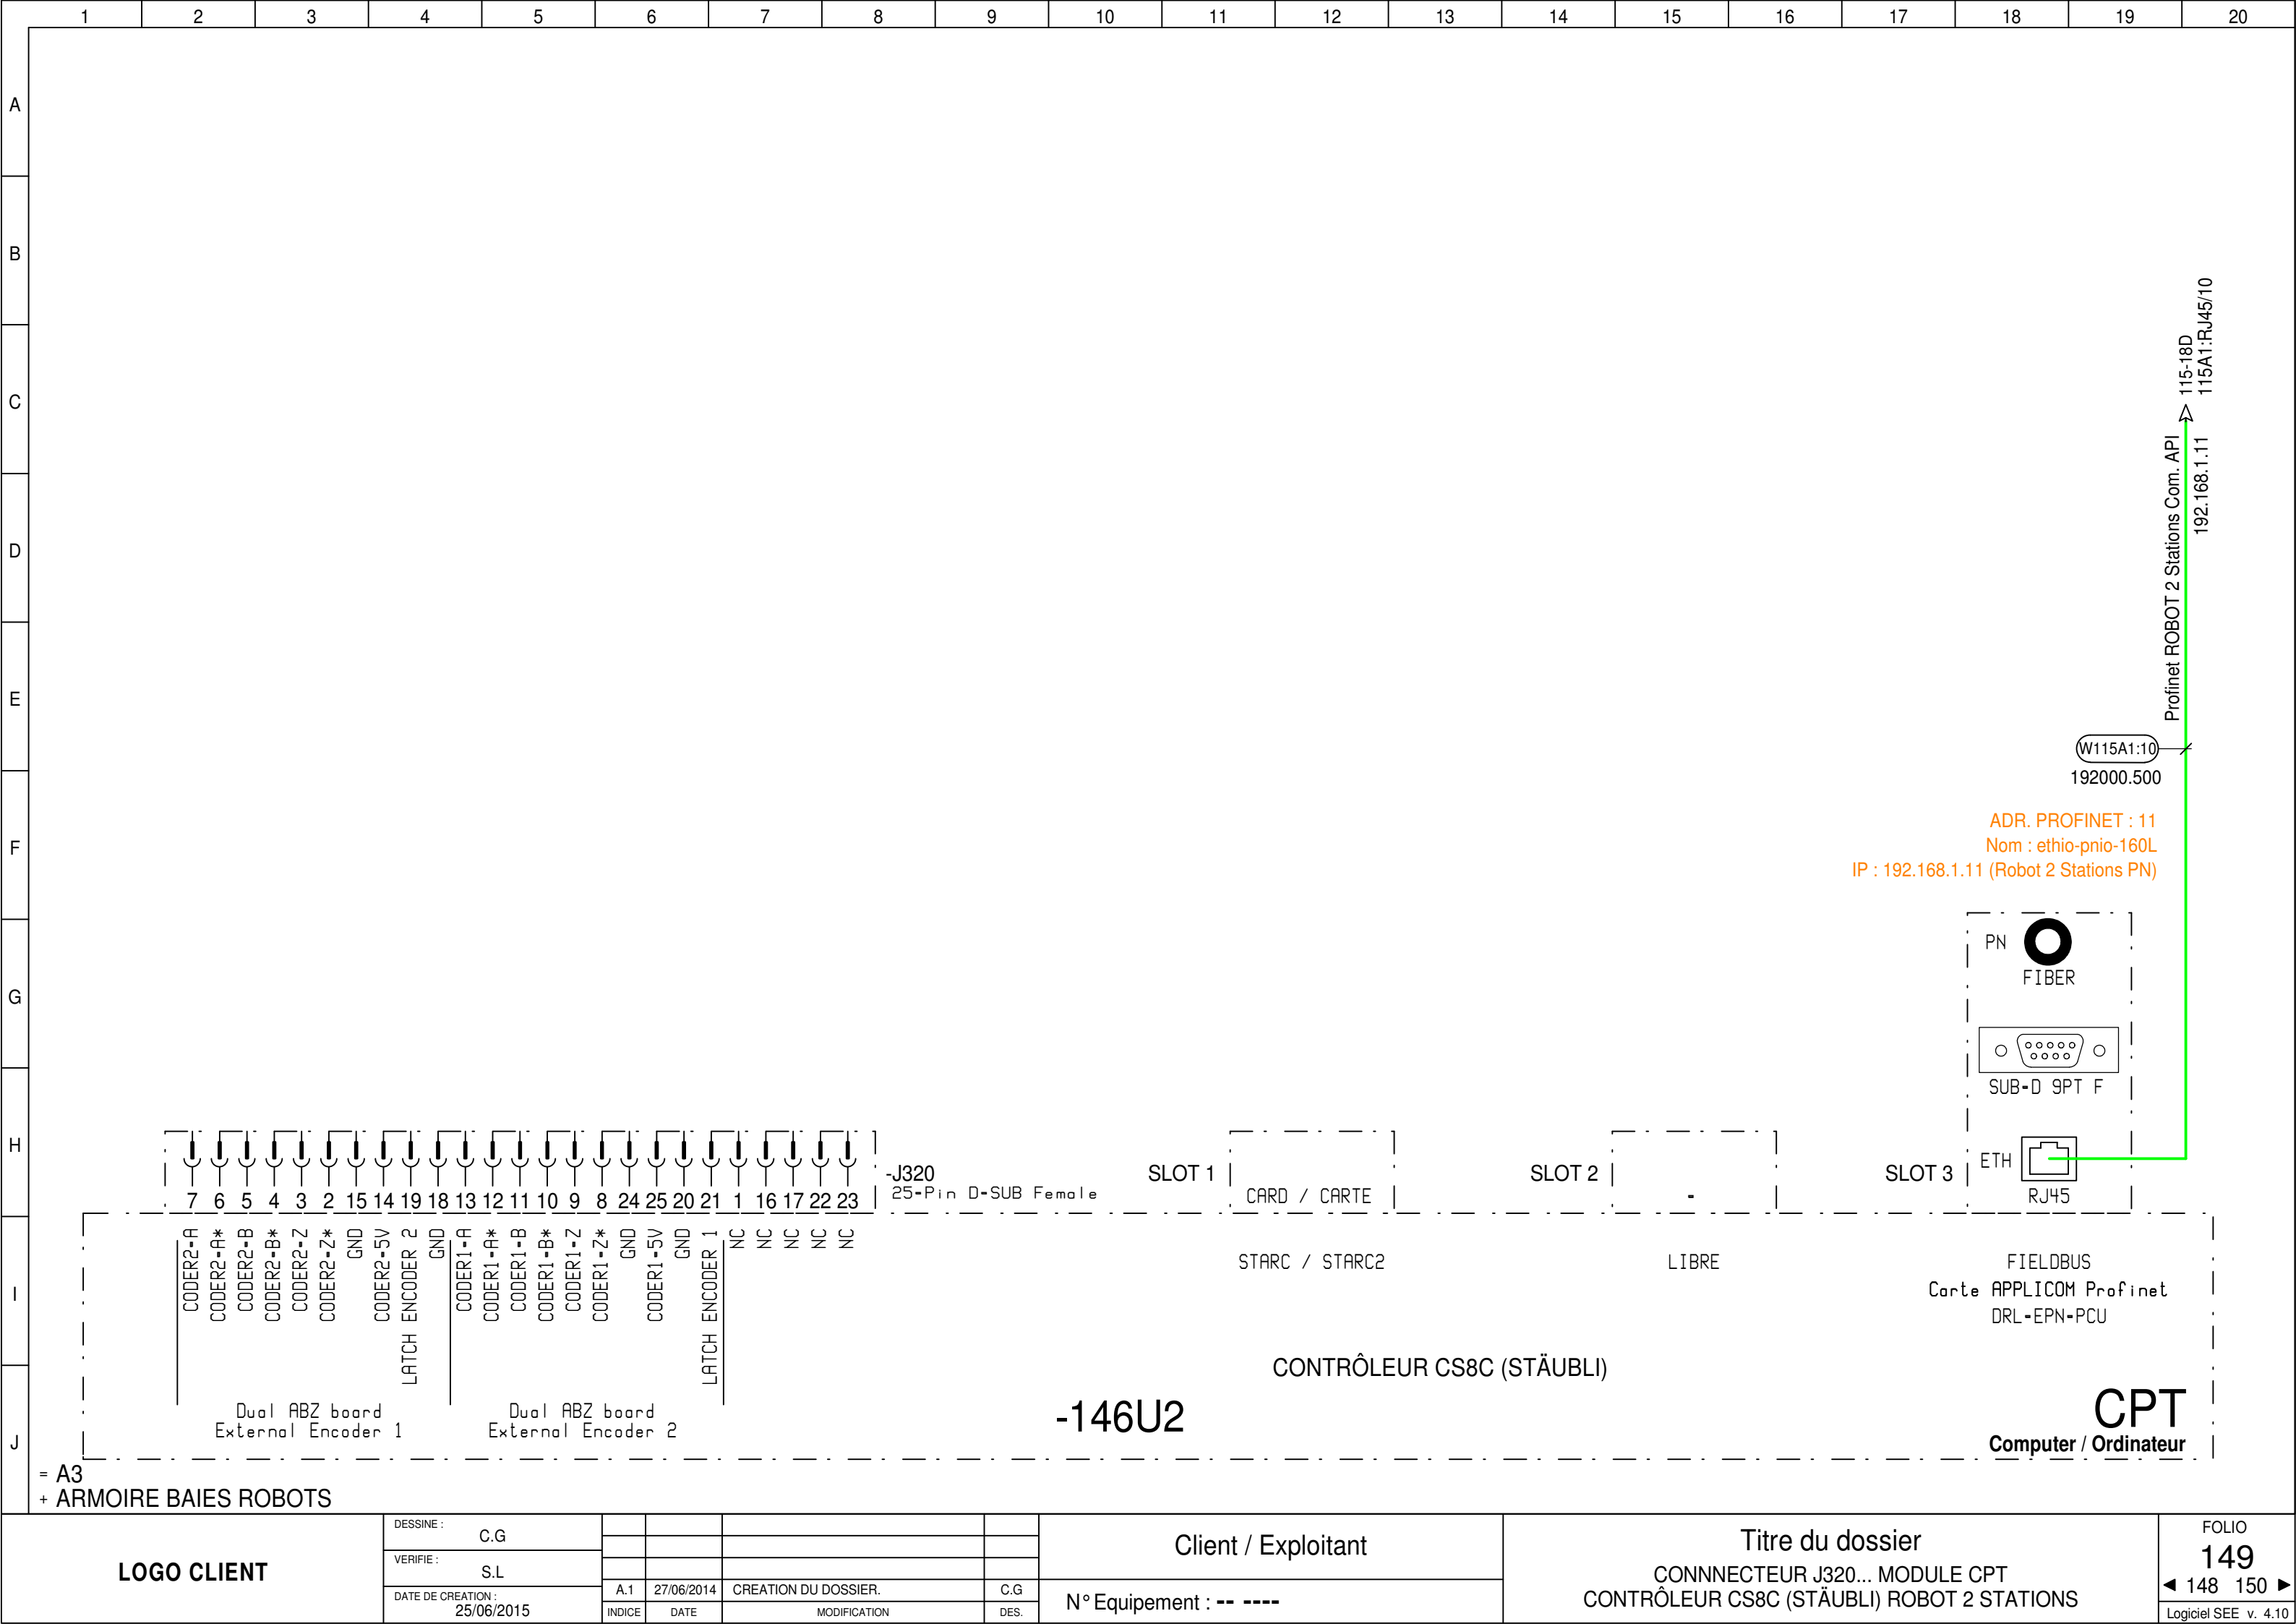 1 2 3 4 5 6 7 8 9 10 11 12 13 14 15 16 17 18 19 20
A
B
C
D
E
F
G
H
I
J
115-18D
115A1:RJ45/10
Profinet ROBOT 2 Stations Com. API
192.168.1.11
W115A1:10
192000.500
ADR. PROFINET : 11
Nom : ethio-pnio-160L
IP : 192.168.1.11 (Robot 2 Stations PN)
PN
FIBER
SUB-D 9PT F
ETH
RJ45
-J320
25-Pin D-SUB Female
SLOT 1
CARD / CARTE
SLOT 2
-
SLOT 3
7 6 5 4 3 2 15 14 19 18 13 12 11 10 9 8 24 25 20 21 1 16 17 22 23
CODER2-A
CODER2-A*
CODER2-B
CODER2-B*
CODER2-Z
CODER2-Z*
GND
CODER2-5V
LATCH ENCODER 2
GND
CODER1-A
CODER1-A*
CODER1-B
CODER1-B*
CODER1-Z
CODER1-Z*
GND
CODER1-5V
GND
LATCH ENCODER 1
NC
NC
NC
NC
NC
STARC / STARC2
LIBRE
FIELDBUS
Carte APPLICOM Profinet
DRL-EPN-PCU
Dual ABZ board
External Encoder 1
Dual ABZ board
External Encoder 2
CONTRÔLEUR CS8C (STÄUBLI)
-146U2
CPT
Computer / Ordinateur
= A3
+ ARMOIRE BAIES ROBOTS
LOGO CLIENT
DESSINE :
C.G
VERIFIE :
S.L
DATE DE CREATION :
25/06/2015
A.1 27/06/2014 CREATION DU DOSSIER. C.G
INDICE DATE MODIFICATION DES.
Client / Exploitant
N° Equipement : -- ----
Titre du dossier
CONNNECTEUR J320... MODULE CPT
CONTRÔLEUR CS8C (STÄUBLI) ROBOT 2 STATIONS
FOLIO
149
◄ 148 150 ►
Logiciel SEE v. 4.10